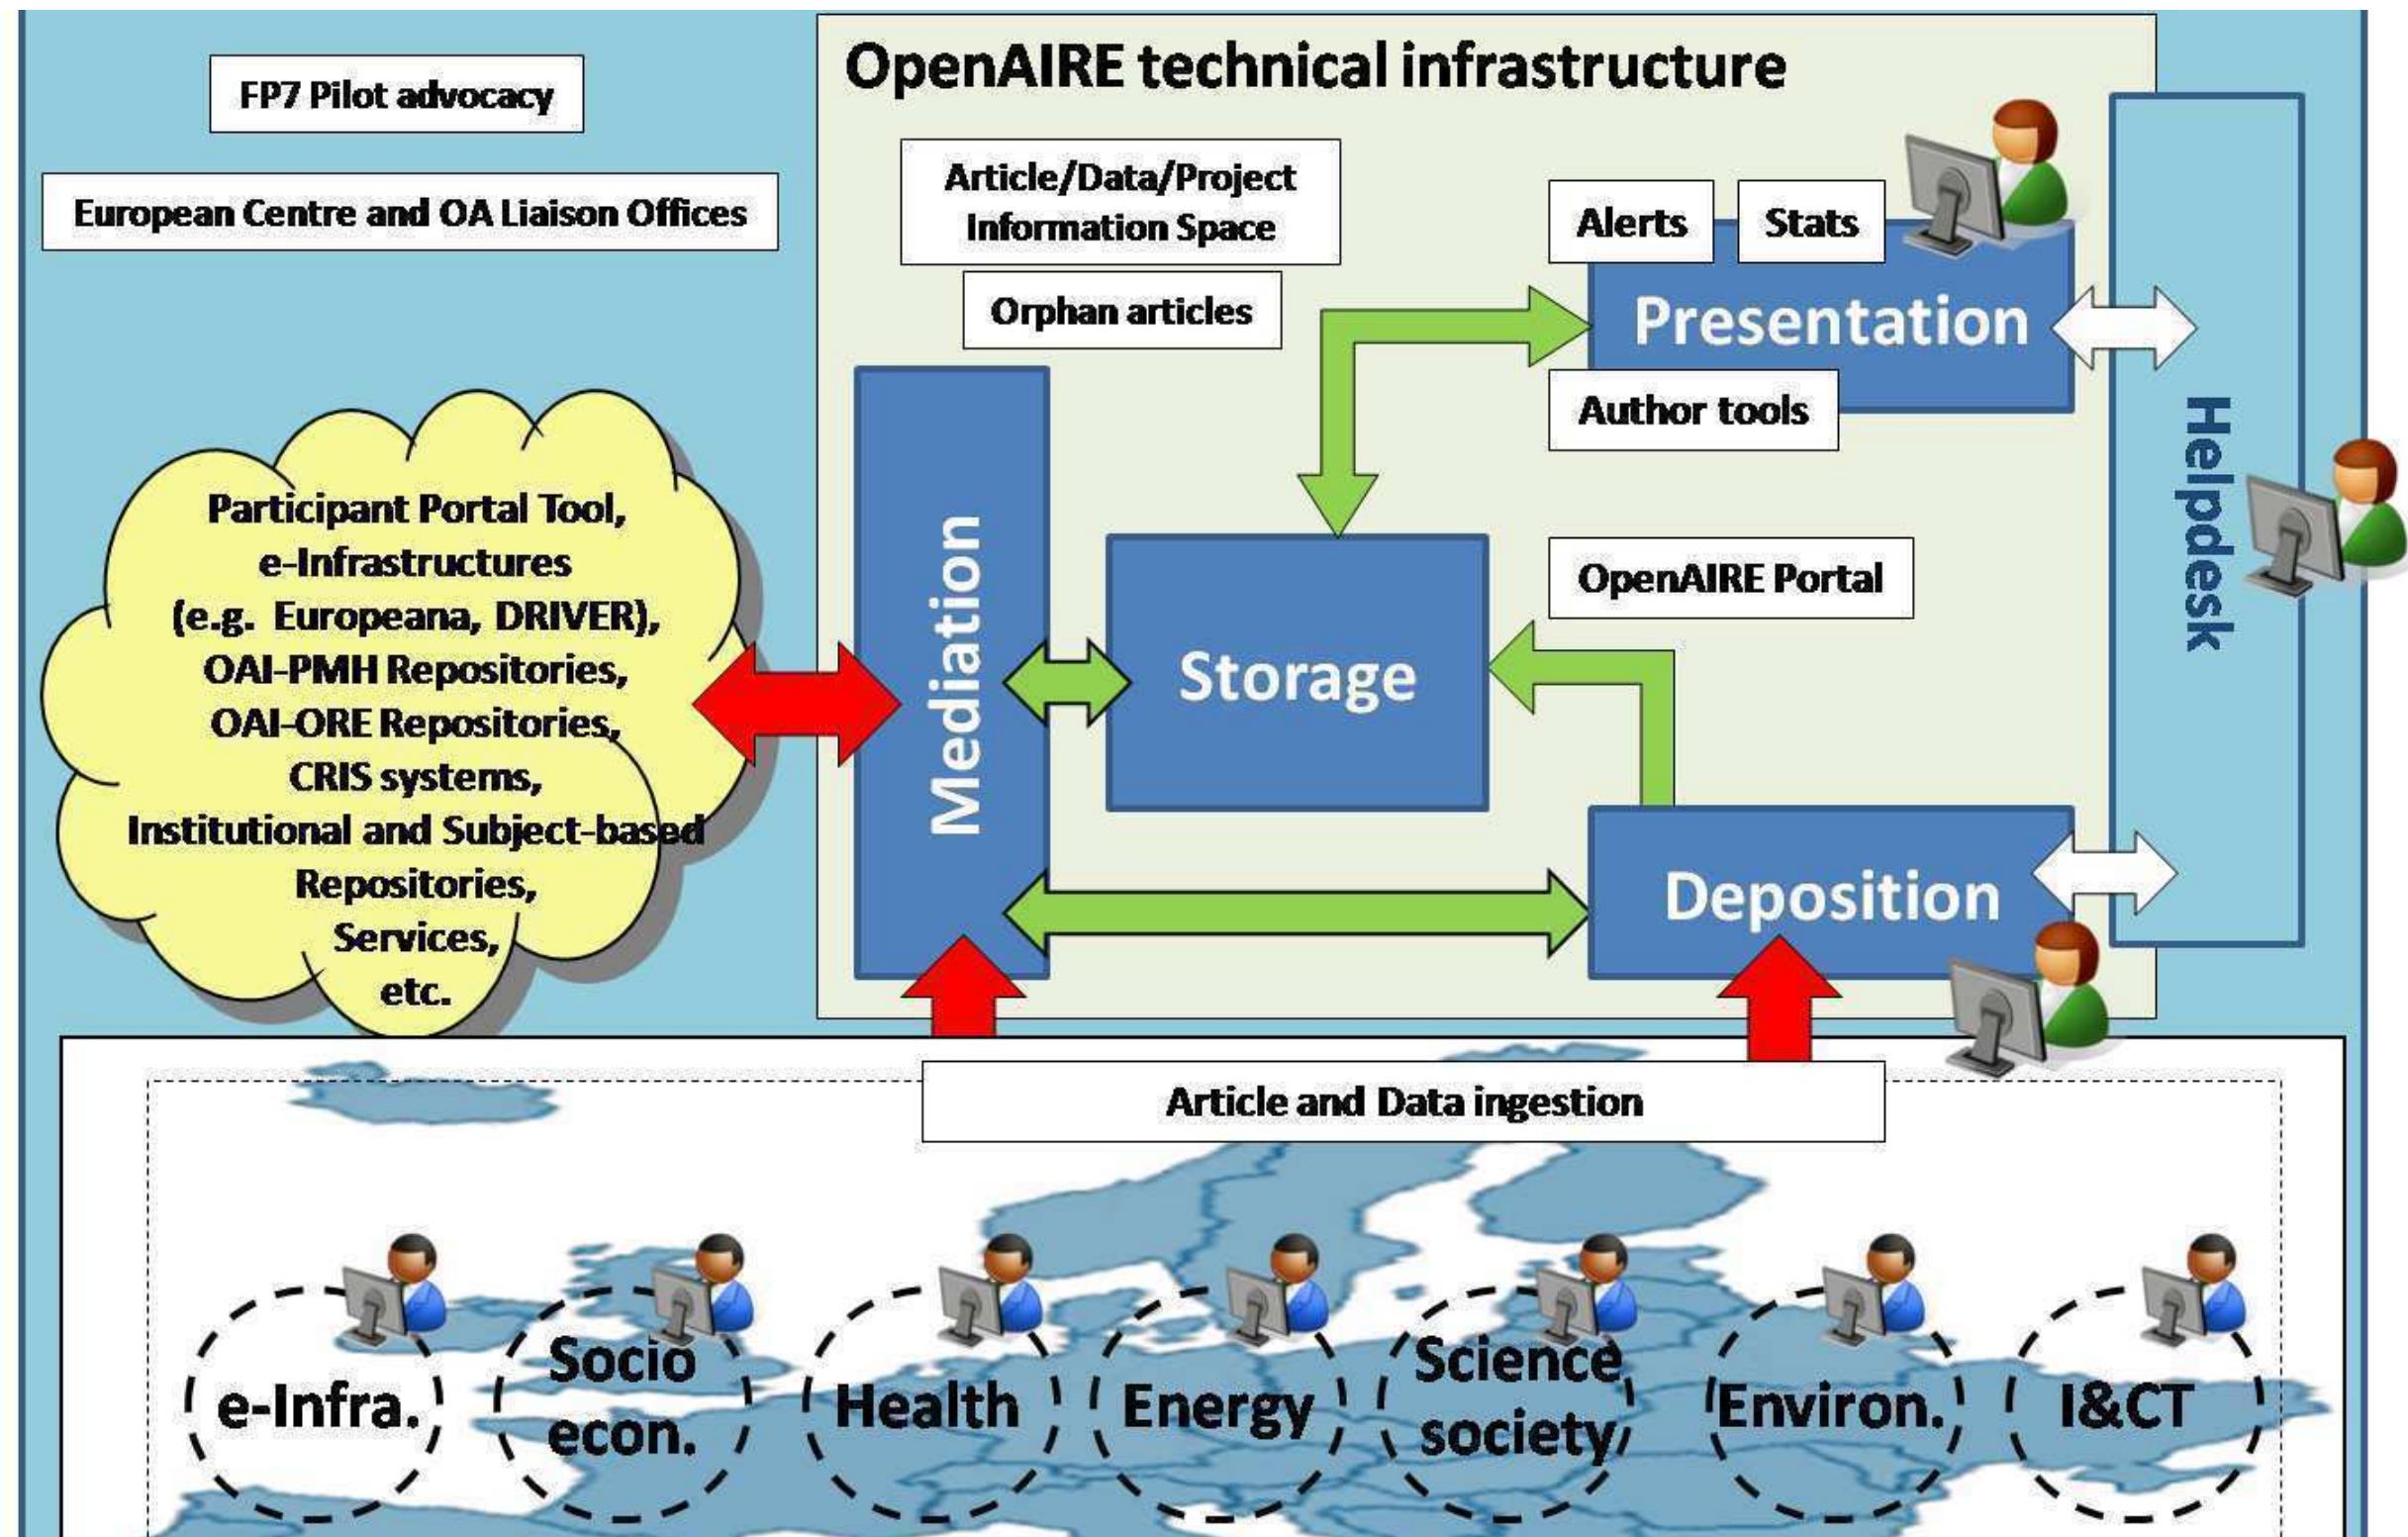 OpenAIRE technical infrastructure
FP7 Pilot advocacy
European Centre and OA Liaison Offices
Article/Data/Project
Information Space
Orphan articles
Alerts
Stats
Presentation
Author tools
Helpdesk
Participant Portal Tool,
e-Infrastructures
(e.g. Europeana, DRIVER),
OAI-PMH Repositories,
OAI-ORE Repositories,
CRIS systems,
Institutional and Subject-based
Repositories,
Services,
etc.
Mediation
Storage
OpenAIRE Portal
Deposition
Article and Data ingestion
e-Infra.
Socio
econ.
Health
Energy
Science
society
Environ.
I&CT